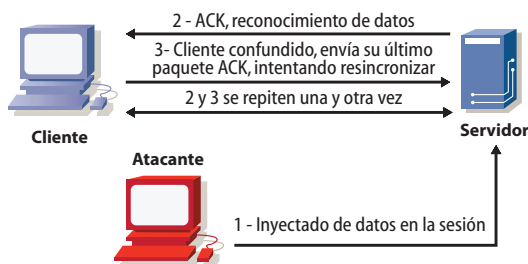 2 - ACK, reconocimiento de datos
3- Cliente confundido, envía su último
paquete ACK, intentando resincronizar
2 y 3 se repiten una y otra vez
Cliente
Servidor
Atacante
1 - Inyectado de datos en la sesión